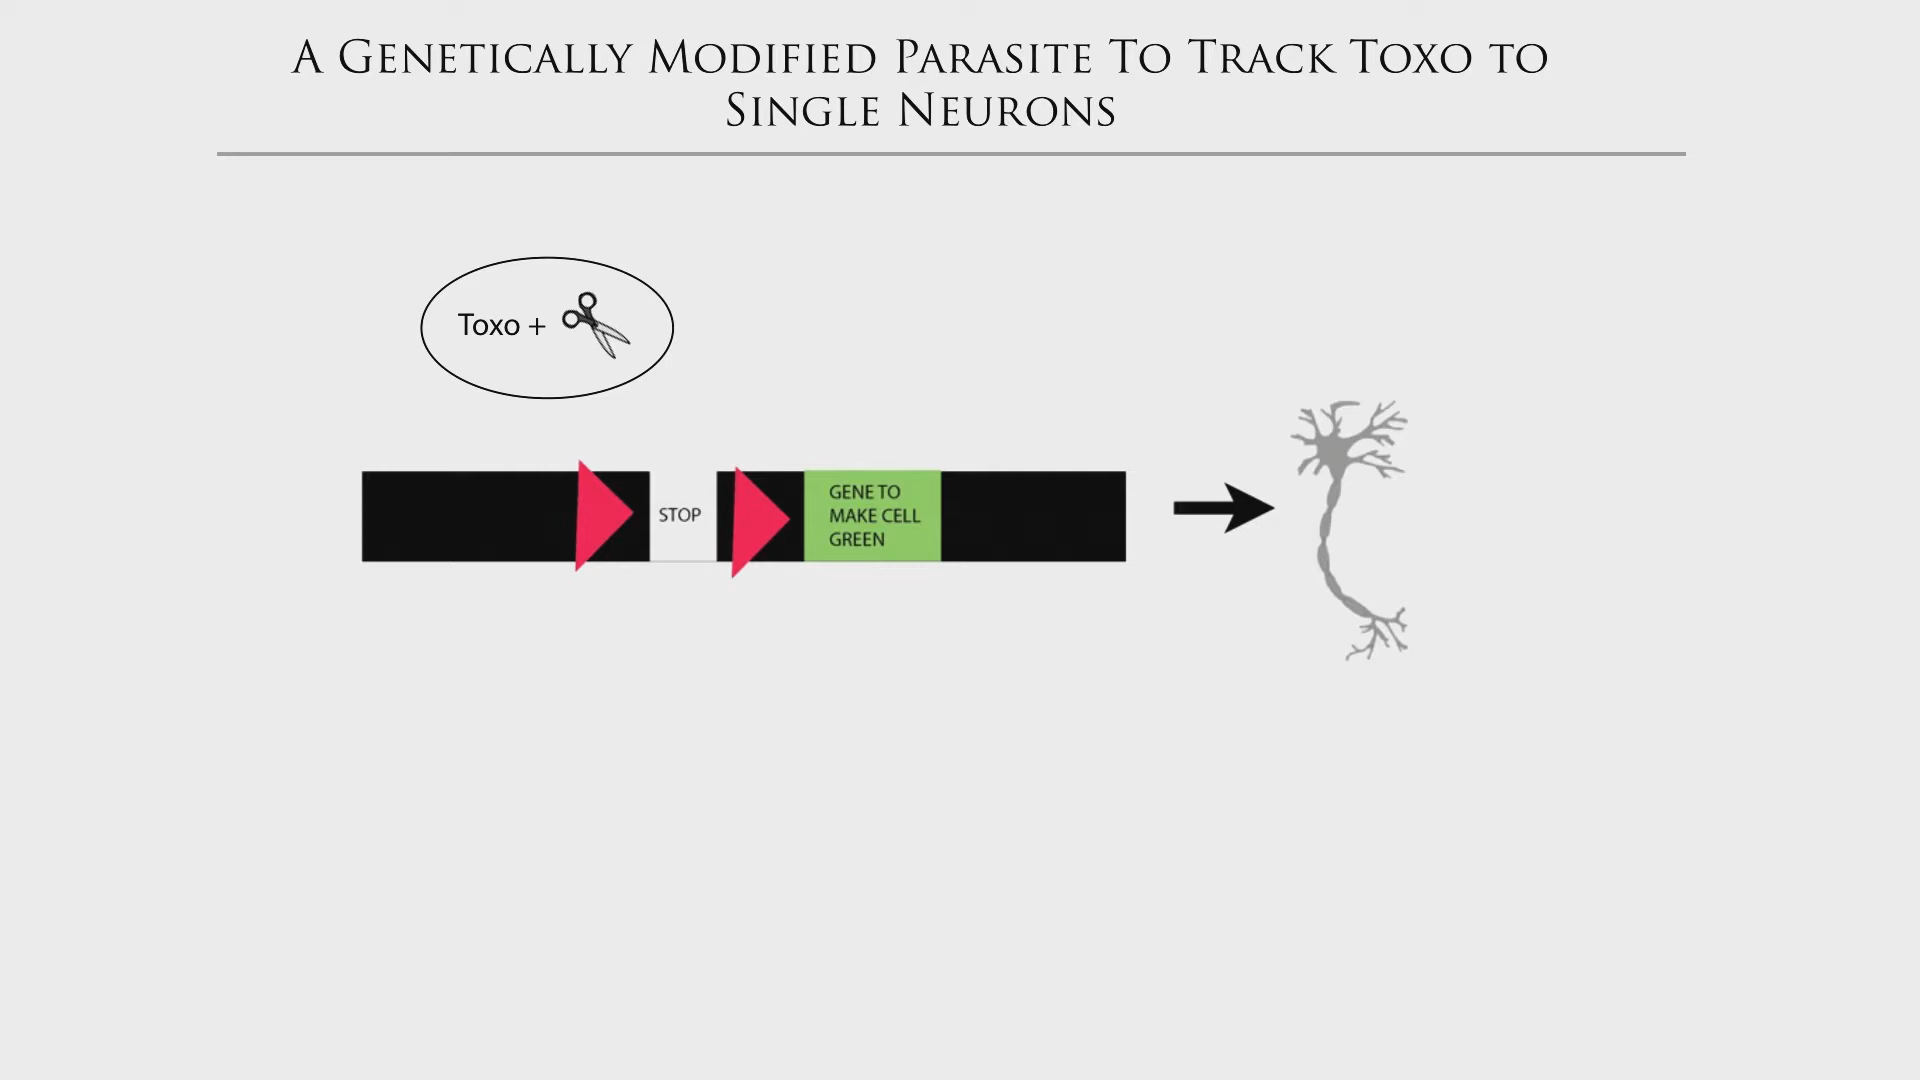 A Genetically Modified Parasite To Track Toxo to
Single Neurons
Toxo +
STOP
GENE TO
MAKE CELL
GREEN